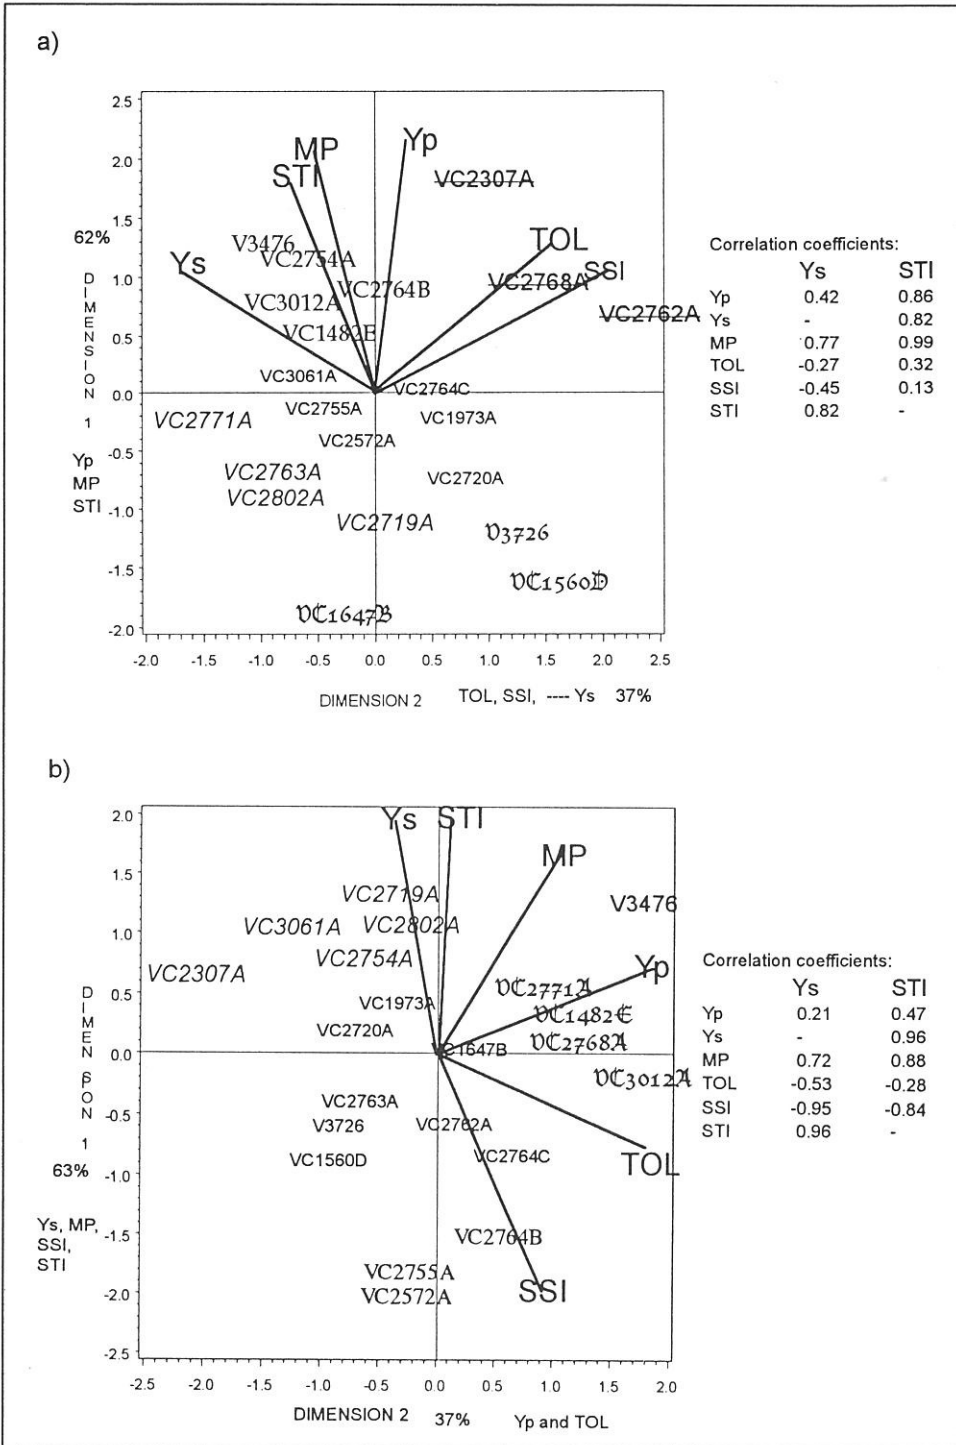 a)
2.5
2.0
1.5
1.0
0.5
0.0
-0.5
-1.0
-1.5
-2.0
62%
DIMENSION 1
Yp
MP
STI
MP
STI
Yp
VC2307A
TOL
SSI
Ys
V3476
VC2754A
VC2764B
VC2768A
VC3012A
VC2762A
VC1482E
VC3061A
VC2764C
VC2755A
VC1973A
VC2771A
VC2572A
VC2763A
VC2720A
VC2802A
VC2719A
V3726
VC1560D
VC1647B
-2.0 -1.5 -1.0 -0.5 0.0 0.5 1.0 1.5 2.0 2.5
DIMENSION 2 TOL, SSI, ---- Ys 37%
Correlation coefficients:
Ys STI
Yp 0.42 0.86
Ys - 0.82
MP 0.77 0.99
TOL -0.27 0.32
SSI -0.45 0.13
STI 0.82 -
b)
2.0
1.5
1.0
0.5
0.0
-0.5
-1.0
-1.5
-2.0
-2.5
DIMENSION 1
63%
Ys, MP,
SSI,
STI
Ys STI
MP
VC2719A
V3476
VC3061A VC2802A
VC2754A
VC2307A
Yp
VC2771A
VC1973A
VC1482E
VC2720A
VC2768A
VC1647B
VC3012A
VC2763A
V3726
VC2762A
VC1560D
VC2764C
TOL
VC2764B
VC2755A
VC2572A
SSI
-2.5 -2.0 -1.5 -1.0 -0.5 0.0 0.5 1.0 1.5 2.0
DIMENSION 2 37% Yp and TOL
Correlation coefficients:
Ys STI
Yp 0.21 0.47
Ys - 0.96
MP 0.72 0.88
TOL -0.53 -0.28
SSI -0.95 -0.84
STI 0.96 -